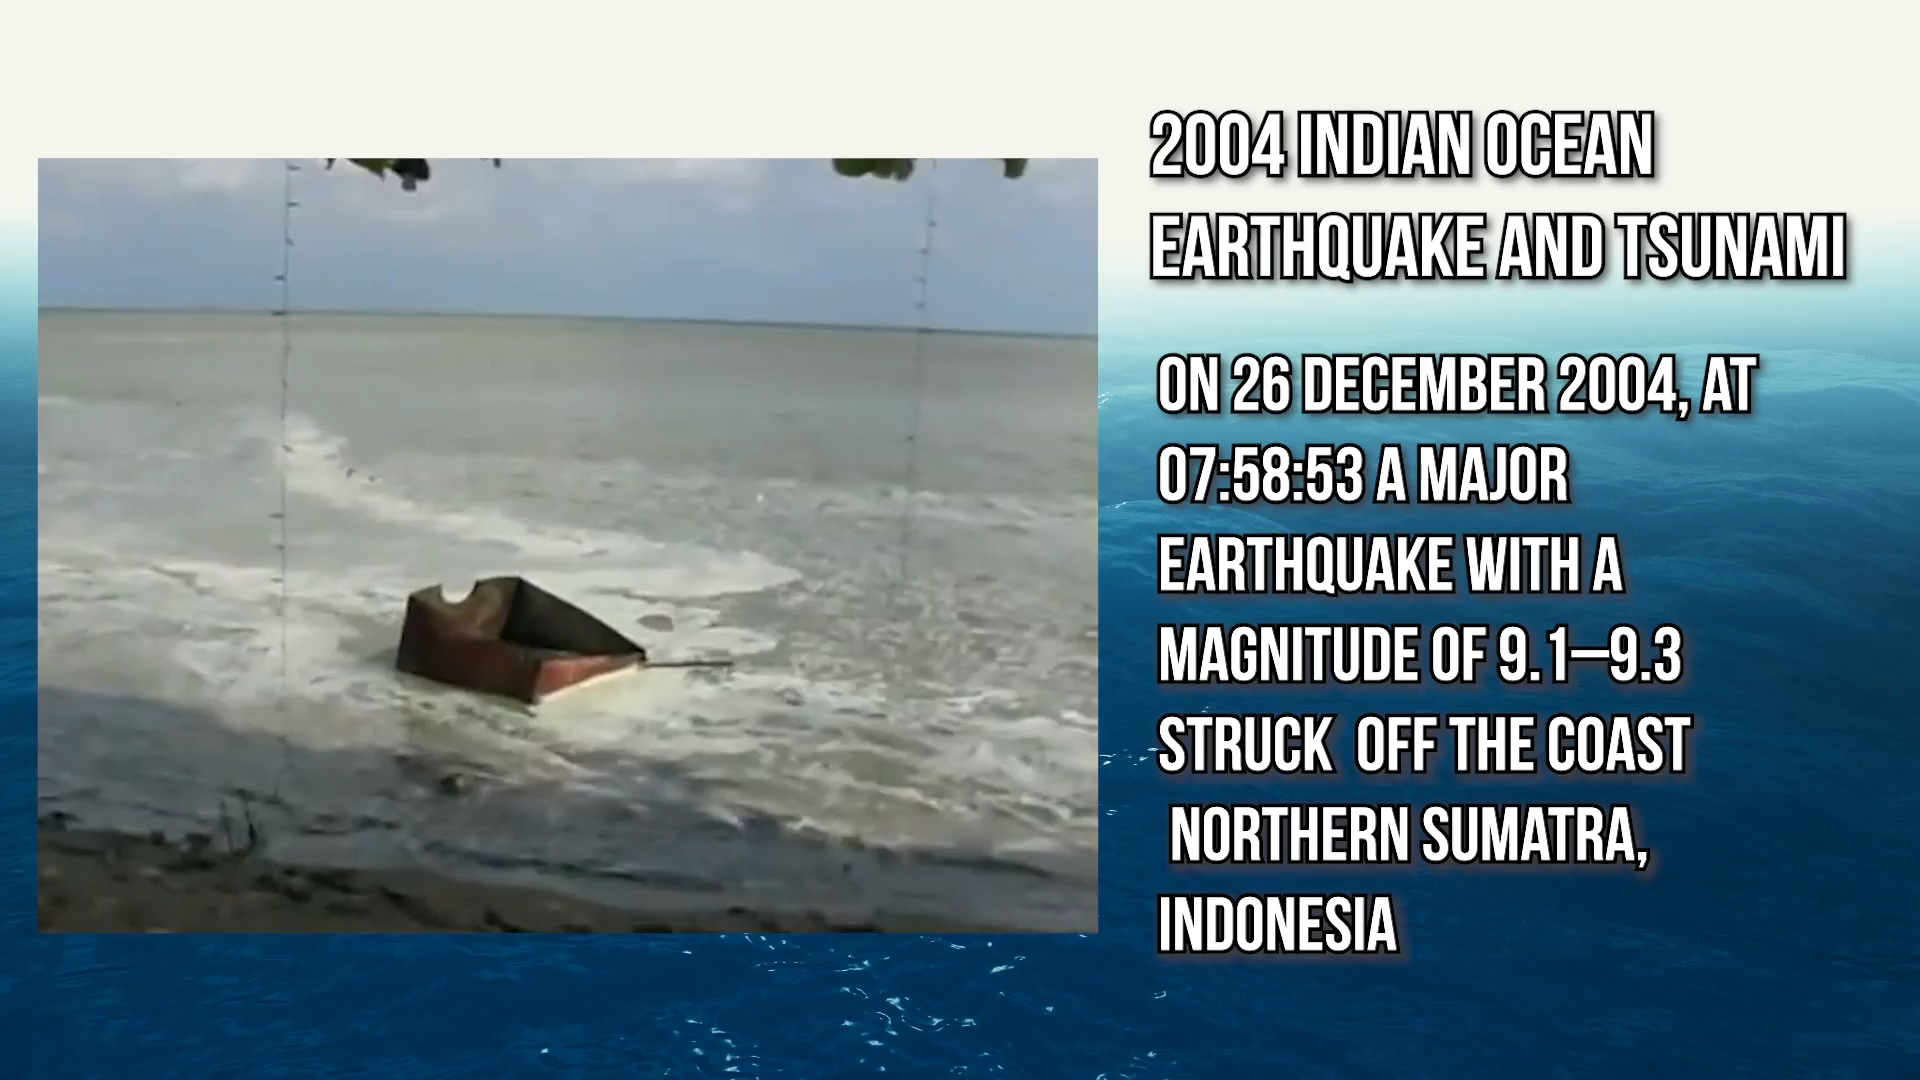 2004 INDIAN OCEAN
EARTHQUAKE AND TSUNAMI
ON 26 DECEMBER 2004, AT
07:58:53 A MAJOR
EARTHQUAKE WITH A
MAGNITUDE OF 9.1–9.3
STRUCK  OFF THE COAST
NORTHERN SUMATRA,
INDONESIA